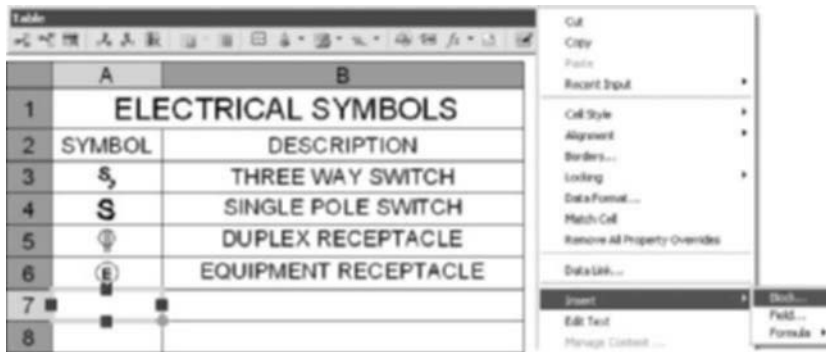 Table
A B
1 ELECTRICAL SYMBOLS
2 SYMBOL DESCRIPTION
3 S THREE WAY SWITCH
4 S SINGLE POLE SWITCH
5 DUPLEX RECEPTACLE
6 E EQUIPMENT RECEPTACLE
7
8
Cut
Copy
Paste
Recent Input
Cell Style
Alignment
Borders...
Locking
Data Format...
Match Cell
Remove All Property Overrides
Data Link...
Insert
Edit Text
Manage Content ...
Block...
Field...
Formula